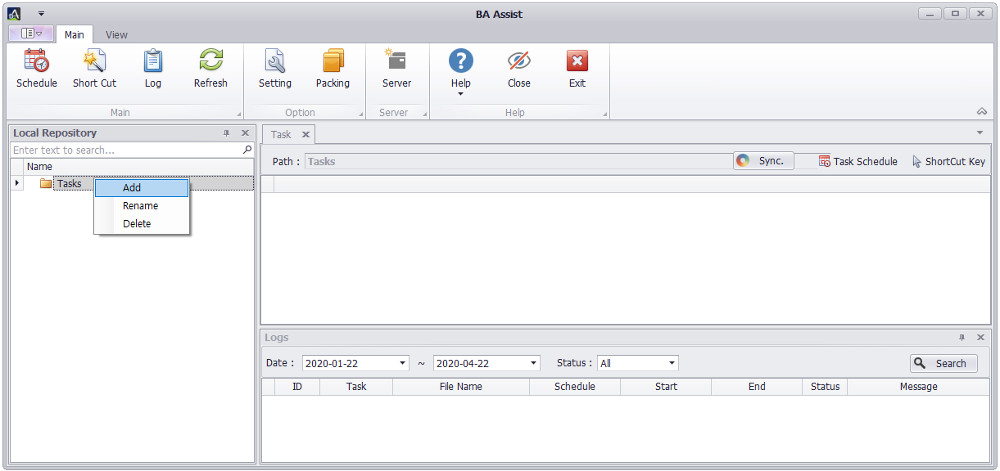 BA Assist
Main View
Schedule Short Cut Log Refresh Setting Packing Server Help Close Exit
Main Option Server Help
Local Repository
Enter text to search...
Name
Tasks
Add
Rename
Delete
Task
Path : Tasks Sync. Task Schedule ShortCut Key
Logs
Date : 2020-01-22 ~ 2020-04-22 Status : All Search
ID Task File Name Schedule Start End Status Message